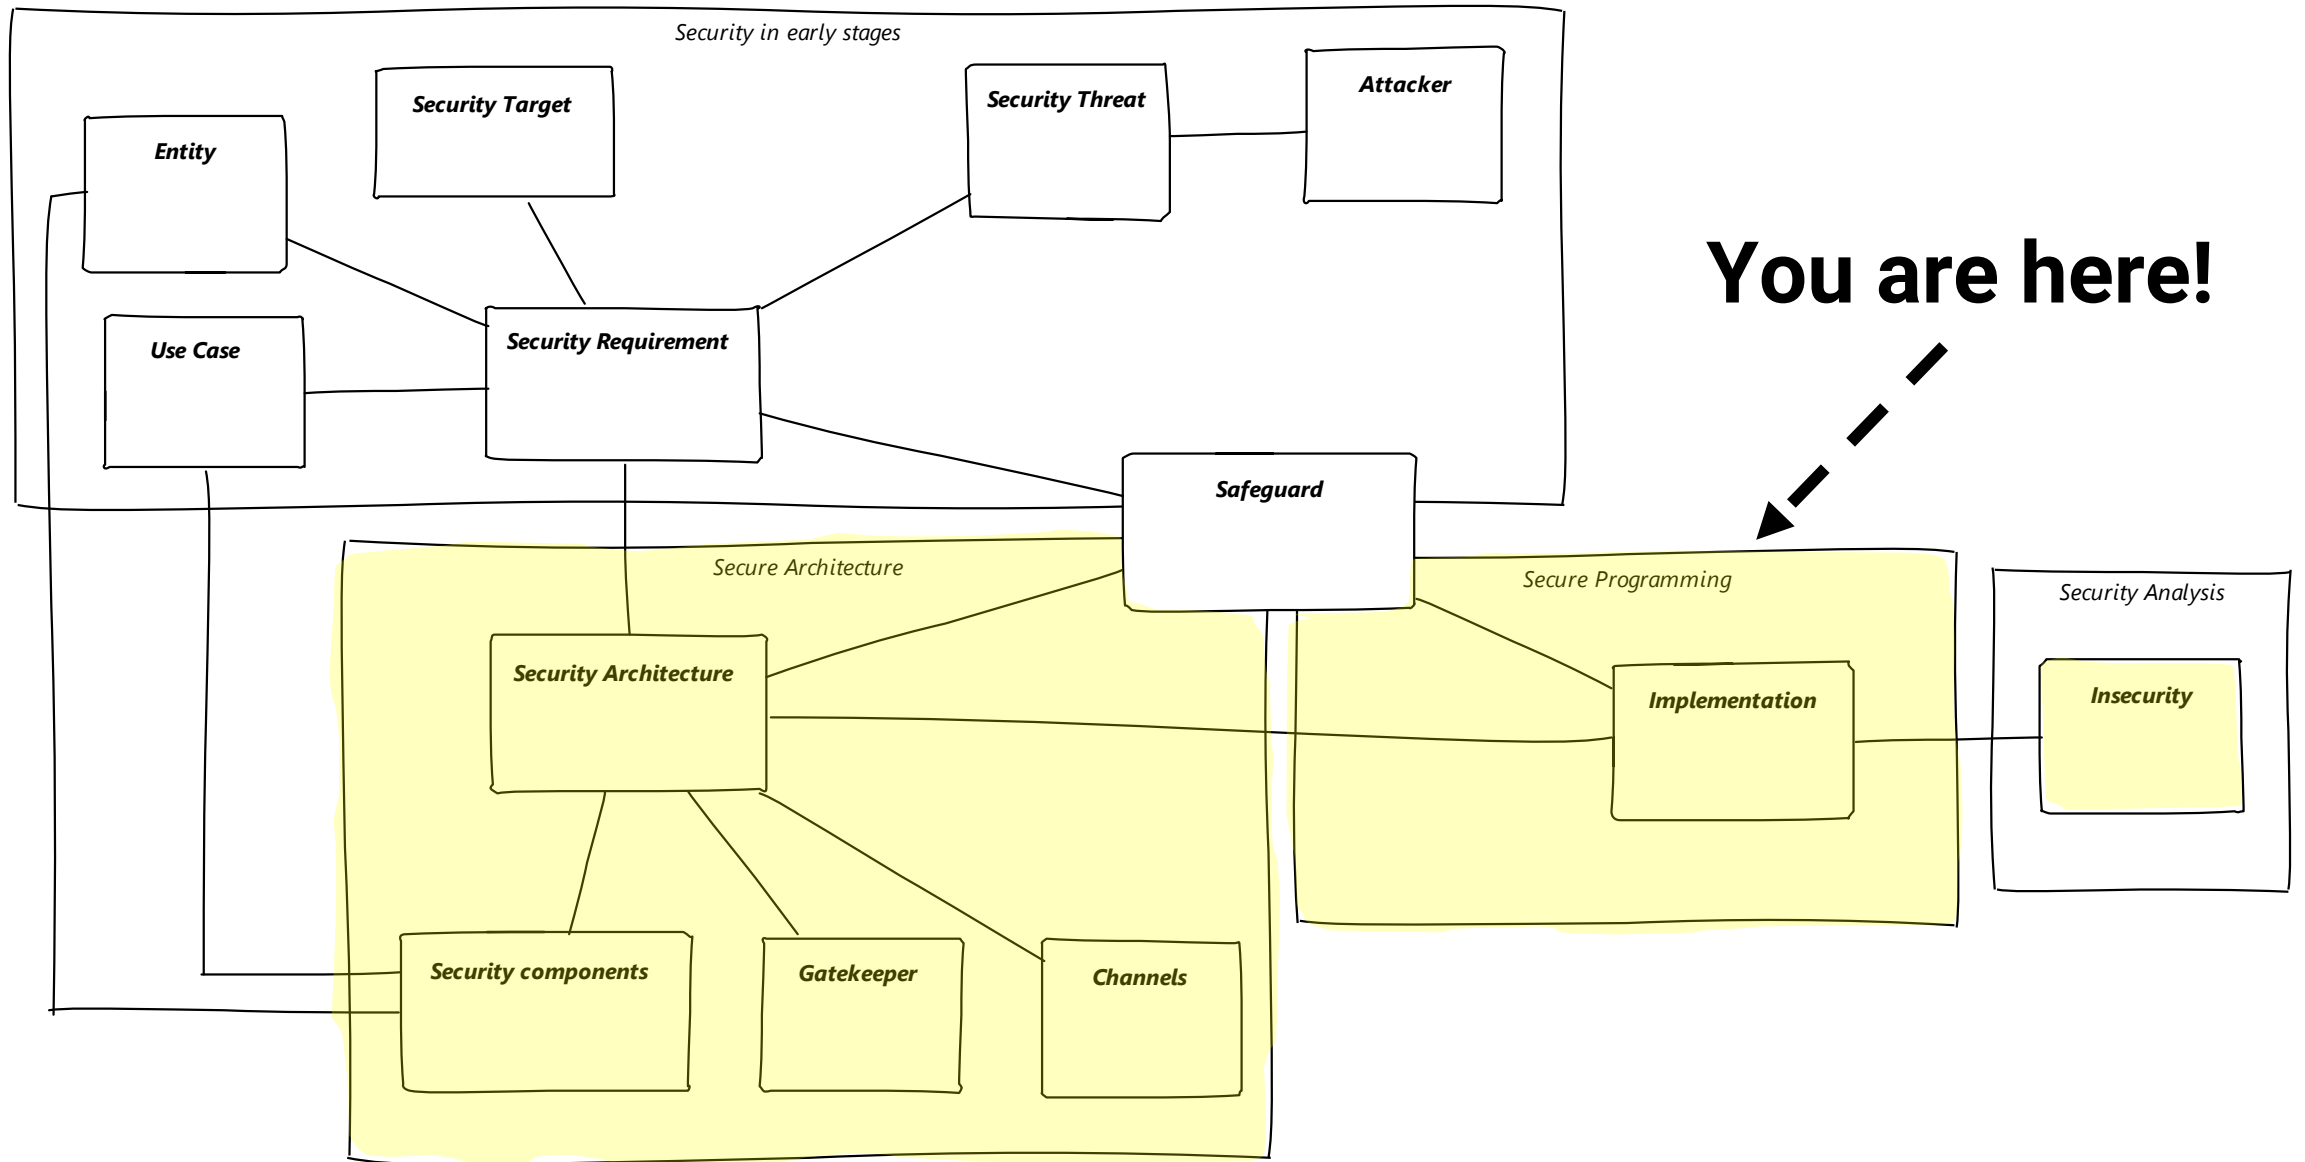 Security in early stages
Security Target
Security Threat
Attacker
Entity
You are here!
Use Case
Security Requirement
Safeguard
Secure Architecture
Secure Programming
Security Analysis
Security Architecture
Implementation
Insecurity
Security components
Gatekeeper
Channels